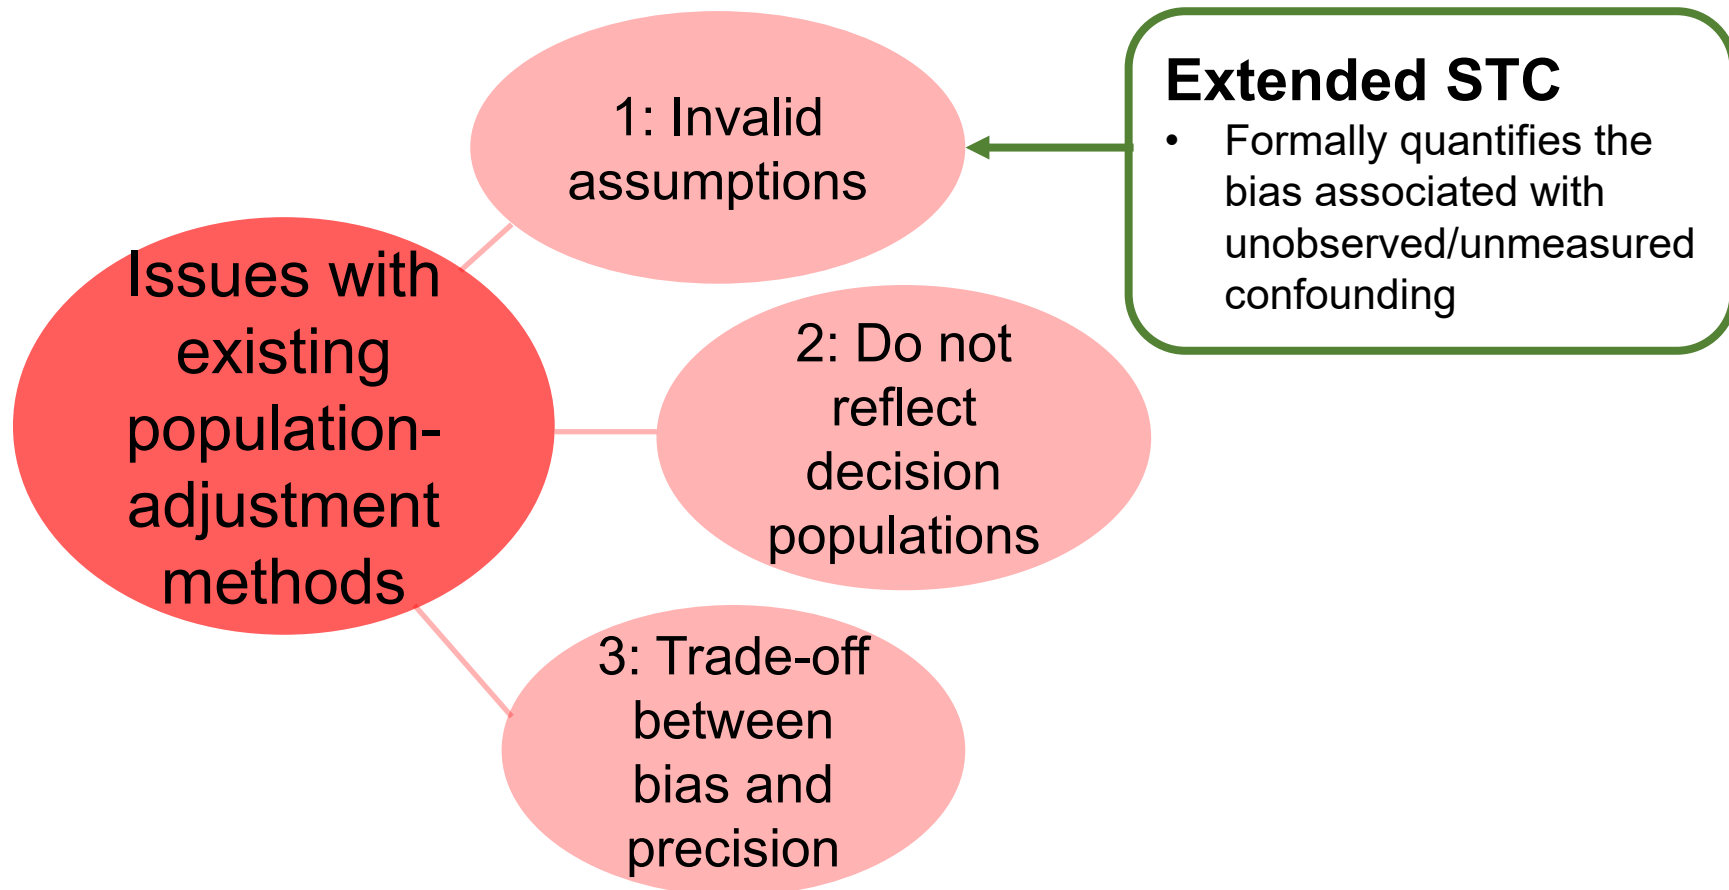 Issues with
existing
population-
adjustment
methods
1: Invalid
assumptions
2: Do not
reflect
decision
populations
3: Trade-off
between
bias and
precision
Extended STC
• Formally quantifies the
bias associated with
unobserved/unmeasured
confounding